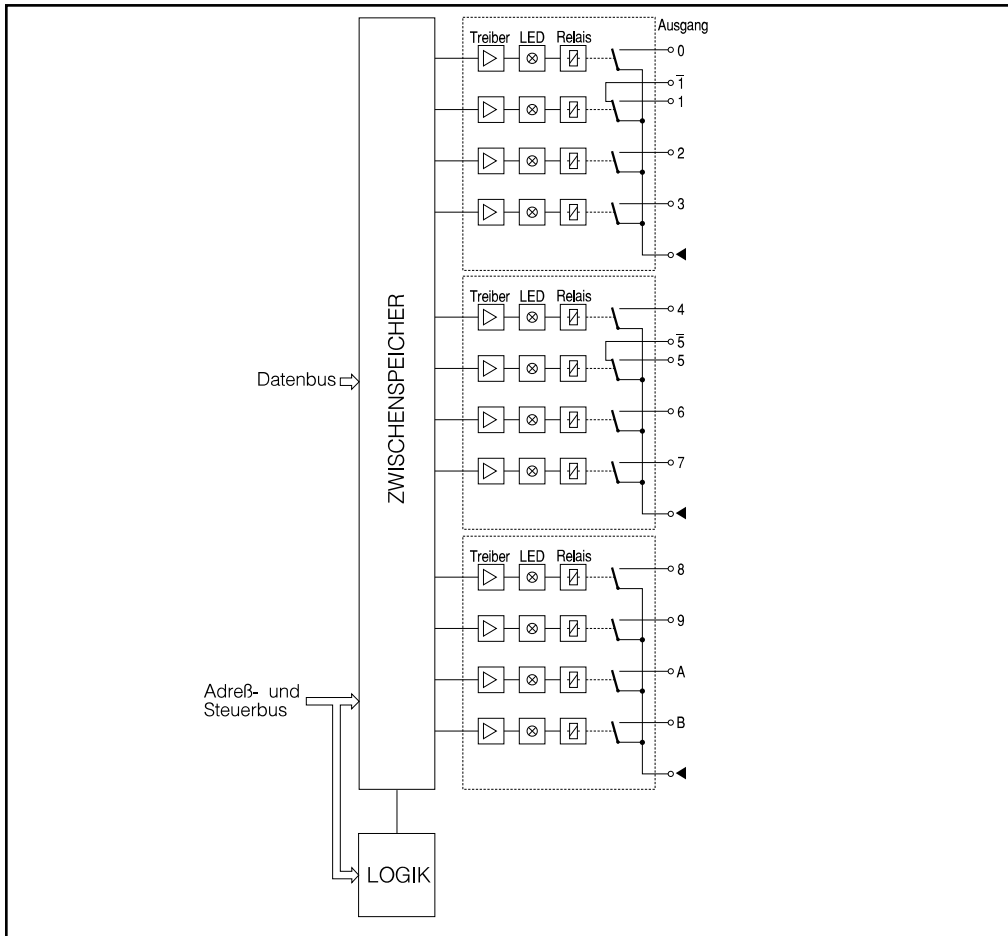 Ausgang
Treiber LED Relais
0
1̅
1
2
3
Treiber LED Relais
4
5̅
5
6
7
ZWISCHENSPEICHER
Datenbus
Treiber LED Relais
8
9
A
B
Adreß- und
Steuerbus
LOGIK